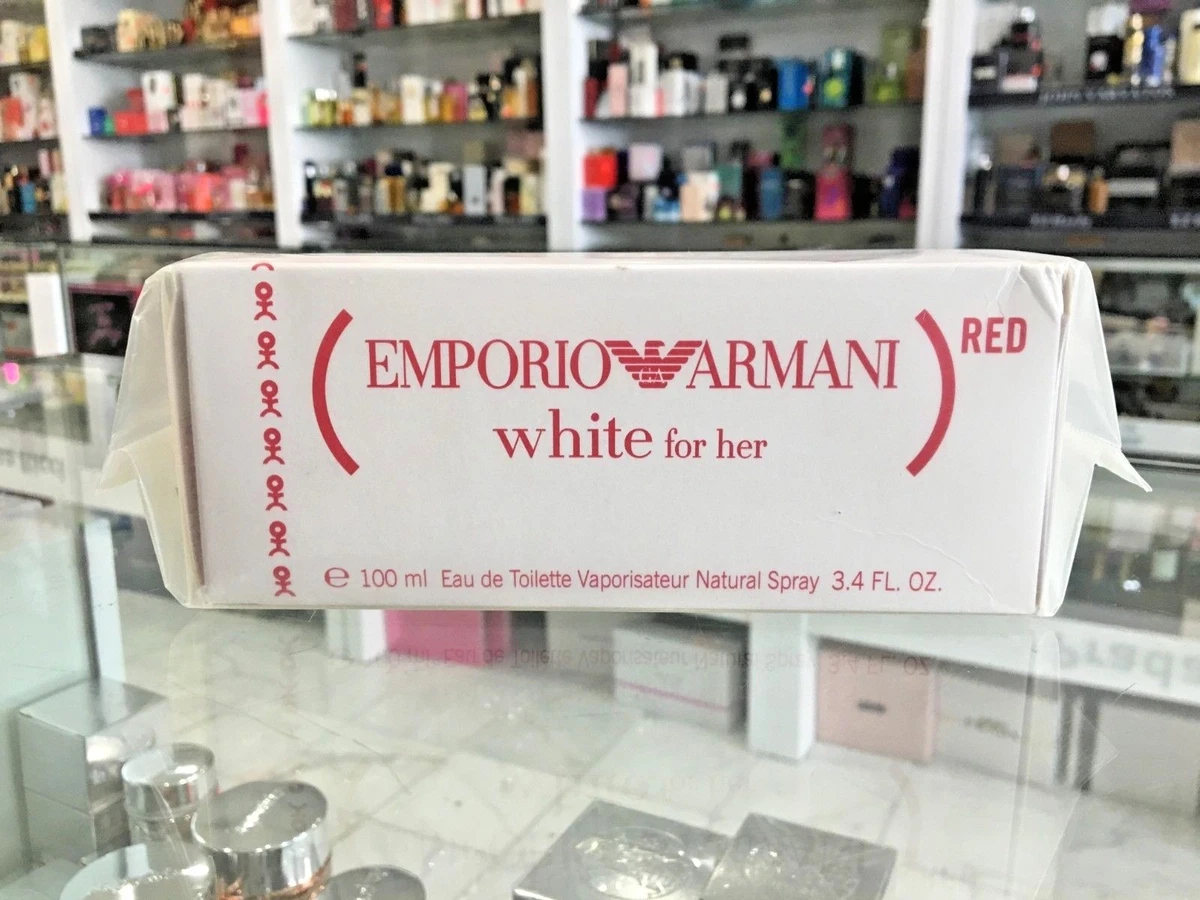 ( EMPORIO ARMANI ) RED
white for her
℮ 100 ml Eau de Toilette Vaporisateur Natural Spray 3.4 FL. OZ.